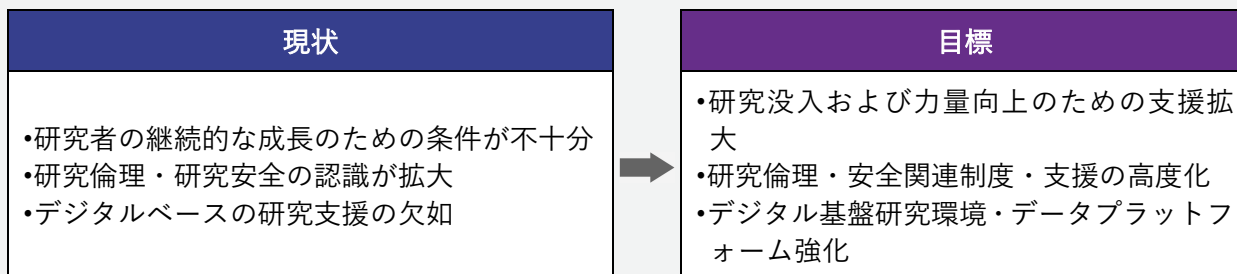 現状
•研究者の継続的な成長のための条件が不十分
•研究倫理・研究安全の認識が拡大
•デジタルベースの研究支援の欠如
目標
•研究没入および力量向上のための支援拡
大
•研究倫理・安全関連制度・支援の高度化
•デジタル基盤研究環境・データプラットフ
ォーム強化